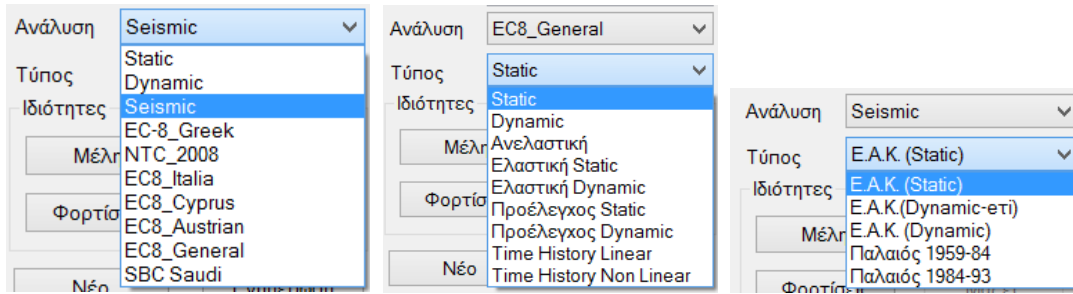 Ανάλυση Seismic
Static
Dynamic
Τύπος
Seismic
Ιδιότητες
EC-8_Greek
NTC_2008
Μέλη
EC8_Italia
EC8_Cyprus
EC8_Austrian
EC8_General
SBC Saudi
Νέο
Ανάλυση EC8_General
Τύπος Static
Ιδιότητες Static
Dynamic
Ανελαστική
Ελαστική Static
Ελαστική Dynamic
Προέλεγχος Static
Προέλεγχος Dynamic
Time History Linear
Νέο Time History Non Linear
Ανάλυση Seismic
Τύπος E.A.K. (Static)
Ιδιότητες E.A.K. (Static)
E.A.K.(Dynamic-ετι)
E.A.K. (Dynamic)
Παλαιός 1959-84
Παλαιός 1984-93